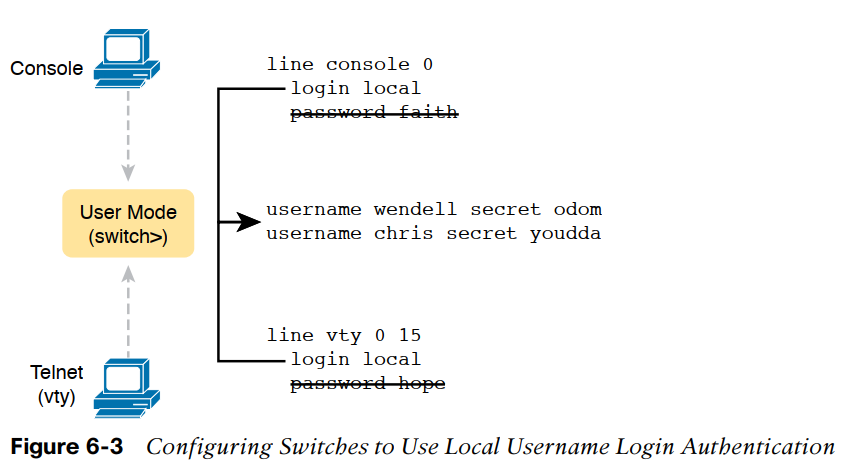 Console
line console 0
login local
password faith
User Mode
(switch>)
username wendell secret odom
username chris secret youdda
line vty 0 15
login local
password hope
Telnet
(vty)
Figure 6-3 Configuring Switches to Use Local Username Login Authentication